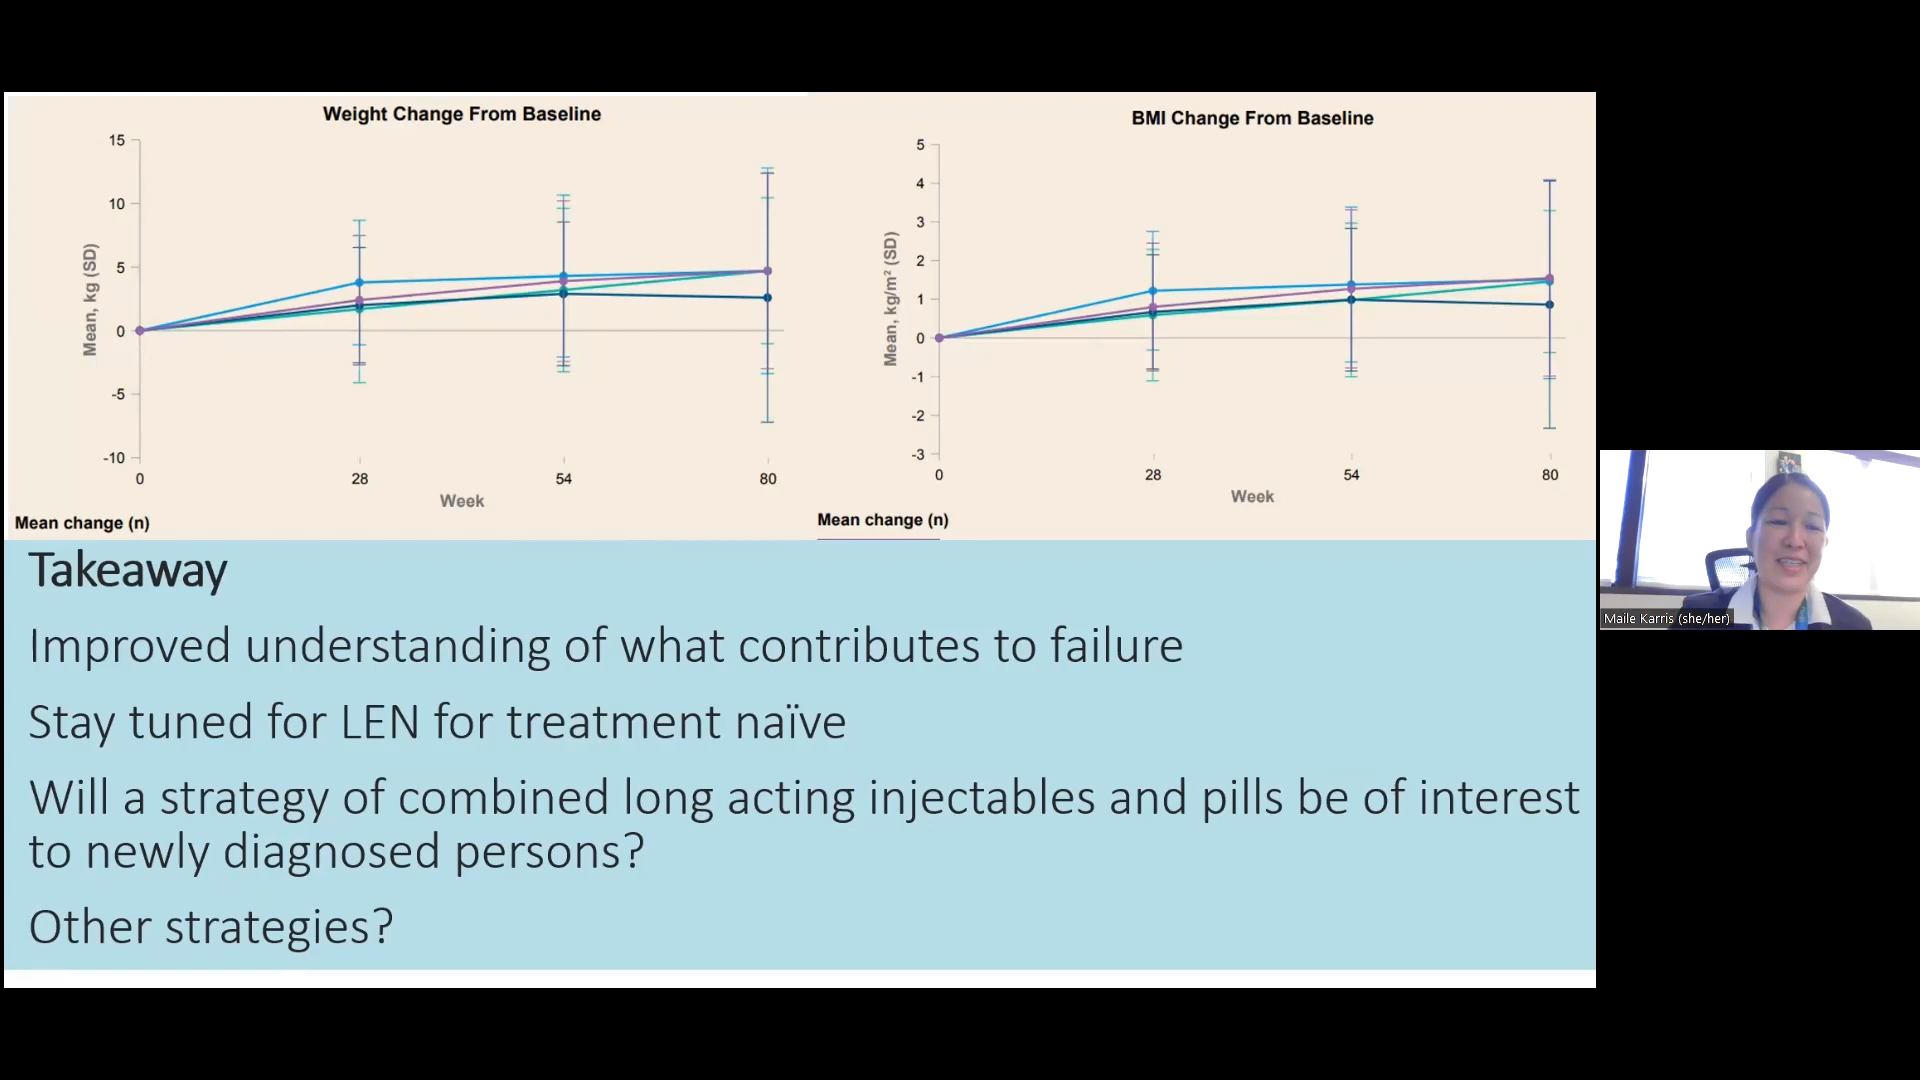 Weight Change From Baseline
15
10
5
0
-5
-10
Mean, kg (SD)
0 28 54 80
Week
Mean change (n)
BMI Change From Baseline
5
4
3
2
1
0
-1
-2
-3
Mean, kg/m² (SD)
0 28 54 80
Week
Mean change (n)
Takeaway
Improved understanding of what contributes to failure
Stay tuned for LEN for treatment naïve
Will a strategy of combined long acting injectables and pills be of interest
to newly diagnosed persons?
Other strategies?
Maile Karris (she/her)